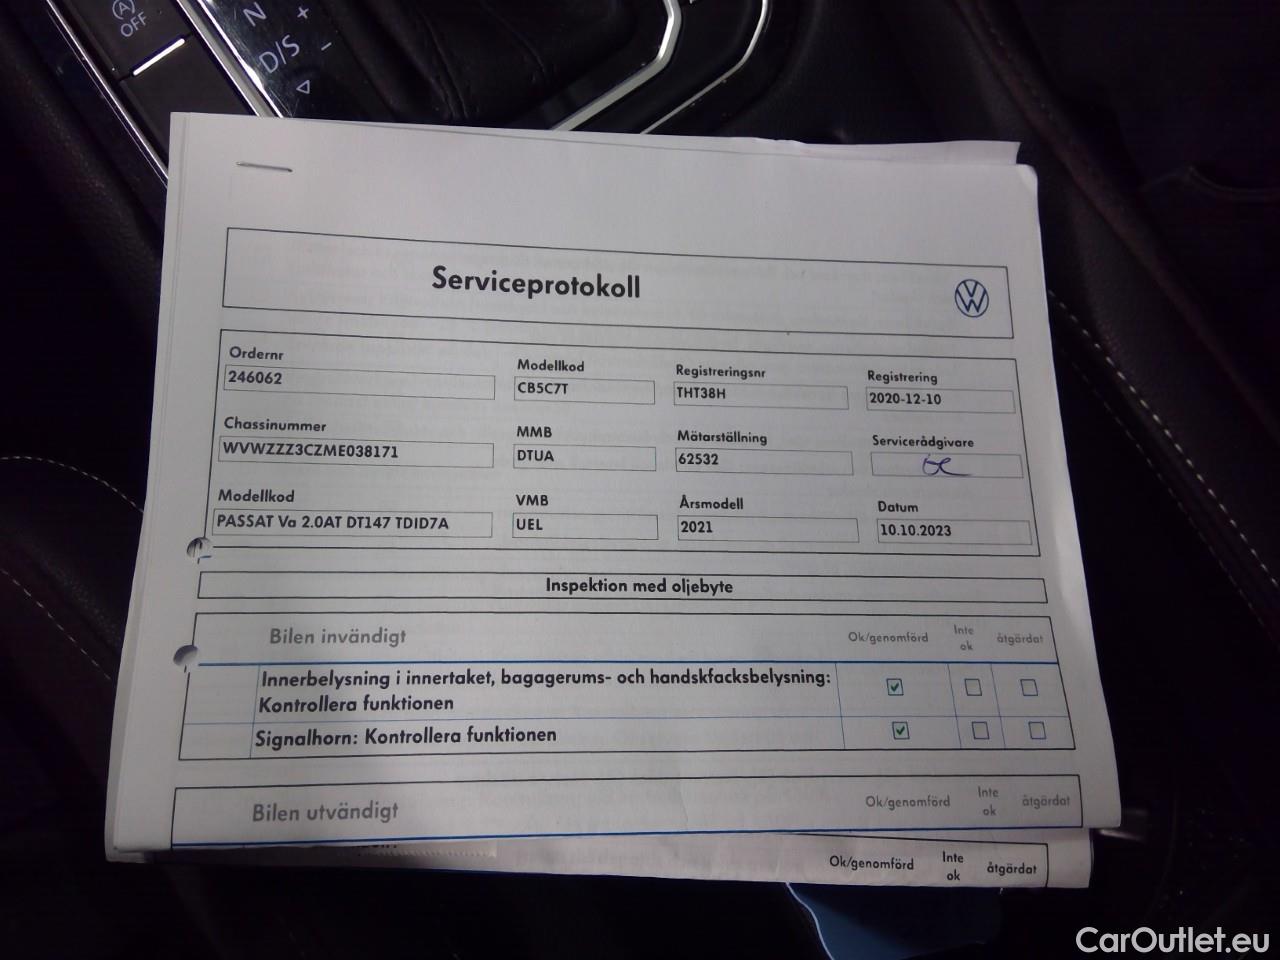 A
OFF
N
D/S
+
−
Serviceprotokoll
Ordernr
246062
Modellkod
CB5C7T
Registreringsnr
THT38H
Registrering
2020-12-10
Chassinummer
WVWZZZ3CZME038171
MMB
DTUA
Mätarställning
62532
Servicerådgivare
Modellkod
PASSAT Va 2.0AT DT147 TDID7A
VMB
UEL
Årsmodell
2021
Datum
10.10.2023
Inspektion med oljebyte
Bilen invändigt
Ok/genomförd
Inte
ok
åtgärdat
Innerbelysning i innertaket, bagagerums- och handskfacksbelysning:
Kontrollera funktionen
Signalhorn: Kontrollera funktionen
Bilen utvändigt
Ok/genomförd
Inte
ok
åtgärdat
Ok/genomförd
Inte
ok
åtgärdat
CarOutlet.eu